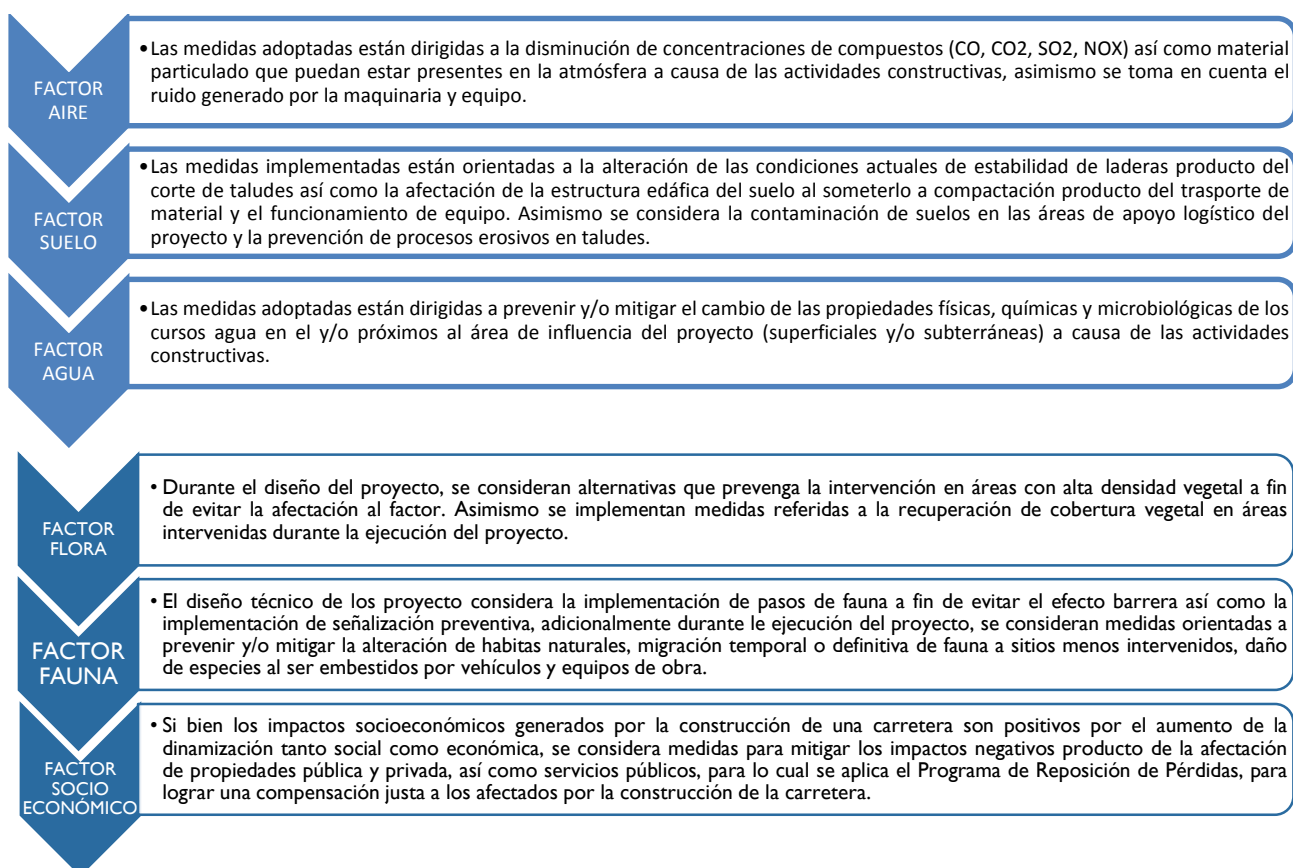 FACTOR
AIRE
•Las medidas adoptadas están dirigidas a la disminución de concentraciones de compuestos (CO, CO2, SO2, NOX) así como material
particulado que puedan estar presentes en la atmósfera a causa de las actividades constructivas, asimismo se toma en cuenta el
ruido generado por la maquinaria y equipo.
FACTOR
SUELO
•Las medidas implementadas están orientadas a la alteración de las condiciones actuales de estabilidad de laderas producto del
corte de taludes así como la afectación de la estructura edáfica del suelo al someterlo a compactación producto del trasporte de
material y el funcionamiento de equipo. Asimismo se considera la contaminación de suelos en las áreas de apoyo logístico del
proyecto y la prevención de procesos erosivos en taludes.
FACTOR
AGUA
•Las medidas adoptadas están dirigidas a prevenir y/o mitigar el cambio de las propiedades físicas, químicas y microbiológicas de los
cursos agua en el y/o próximos al área de influencia del proyecto (superficiales y/o subterráneas) a causa de las actividades
constructivas.
FACTOR
FLORA
• Durante el diseño del proyecto, se consideran alternativas que prevenga la intervención en áreas con alta densidad vegetal a fin
de evitar la afectación al factor. Asimismo se implementan medidas referidas a la recuperación de cobertura vegetal en áreas
intervenidas durante la ejecución del proyecto.
FACTOR
FAUNA
• El diseño técnico de los proyecto considera la implementación de pasos de fauna a fin de evitar el efecto barrera así como la
implementación de señalización preventiva, adicionalmente durante le ejecución del proyecto, se consideran medidas orientadas a
prevenir y/o mitigar la alteración de habitas naturales, migración temporal o definitiva de fauna a sitios menos intervenidos, daño
de especies al ser embestidos por vehículos y equipos de obra.
FACTOR
SOCIO
ECONÓMICO
• Si bien los impactos socioeconómicos generados por la construcción de una carretera son positivos por el aumento de la
dinamización tanto social como económica, se considera medidas para mitigar los impactos negativos producto de la afectación
de propiedades pública y privada, así como servicios públicos, para lo cual se aplica el Programa de Reposición de Pérdidas, para
lograr una compensación justa a los afectados por la construcción de la carretera.